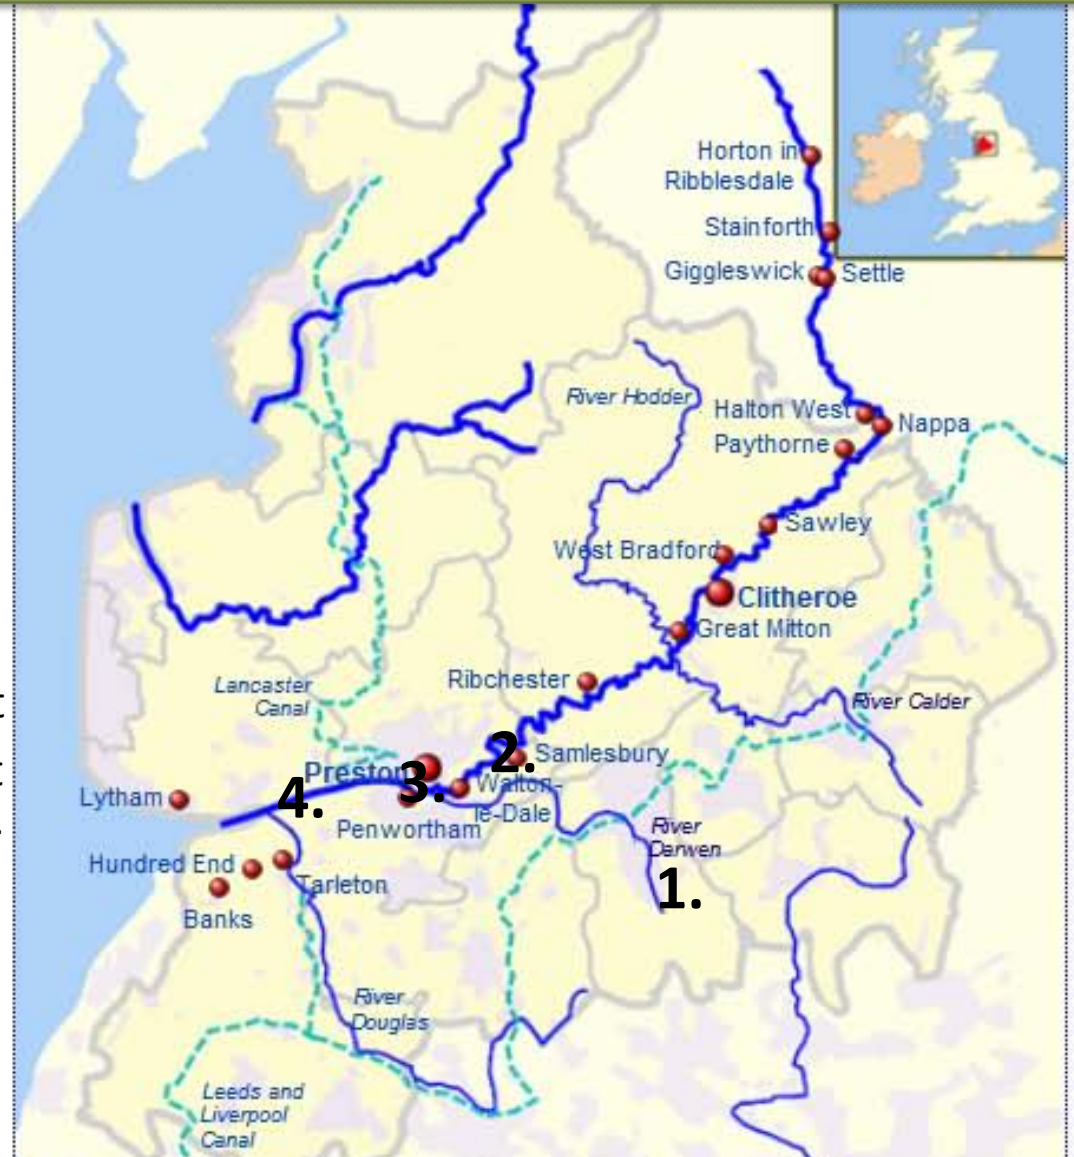 Horton in
Ribblesdale
Stainforth
Giggleswick
Settle
River Hodder
Halton West
Nappa
Paythorne
Sawley
West Bradford
Clitheroe
Great Mitton
Ribchester
Lancaster
Canal
River Calder
2.
Samlesbury
Preston
3.
Walton-
le-Dale
Lytham
4.
Penwortham
River
Darwen
Hundred End
1.
Tarleton
Banks
River
Douglas
Leeds and
Liverpool
Canal